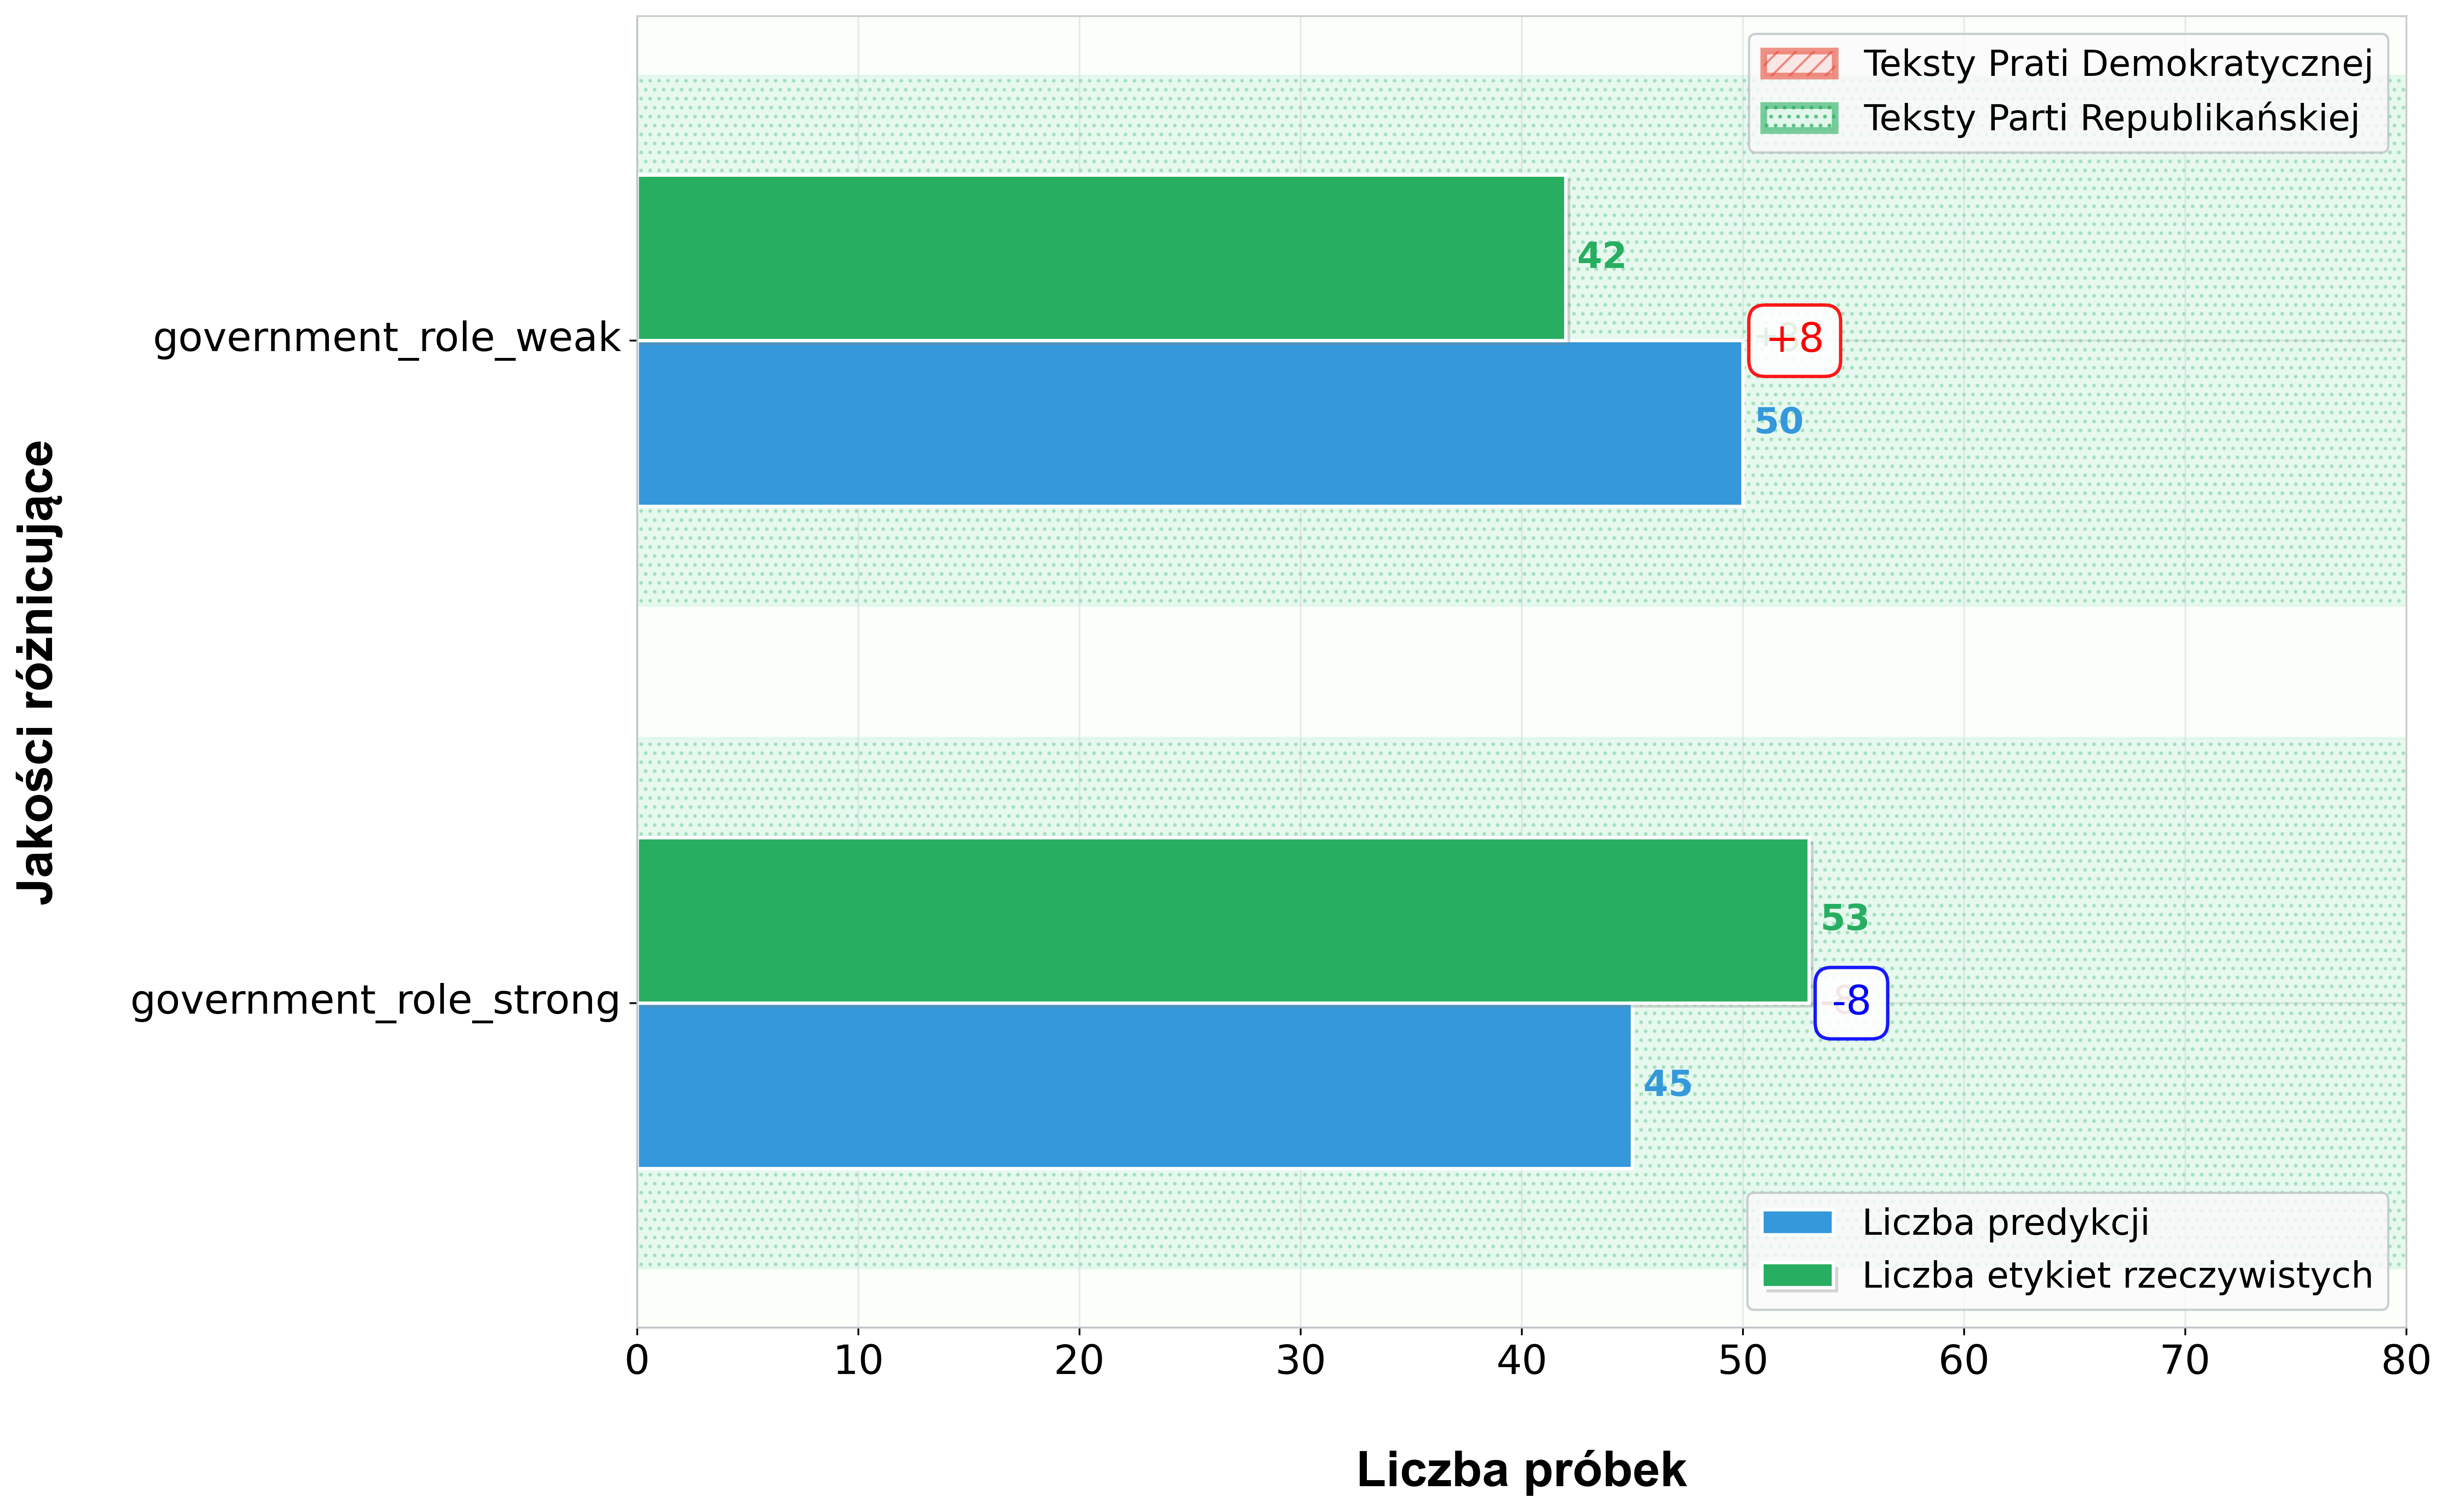 Teksty Prati Demokratycznej
Teksty Parti Republikańskiej
42
government_role_weak
+8
50
Jakości różnicujące
53
government_role_strong
-8
45
Liczba predykcji
Liczba etykiet rzeczywistych
0 10 20 30 40 50 60 70 80
Liczba próbek